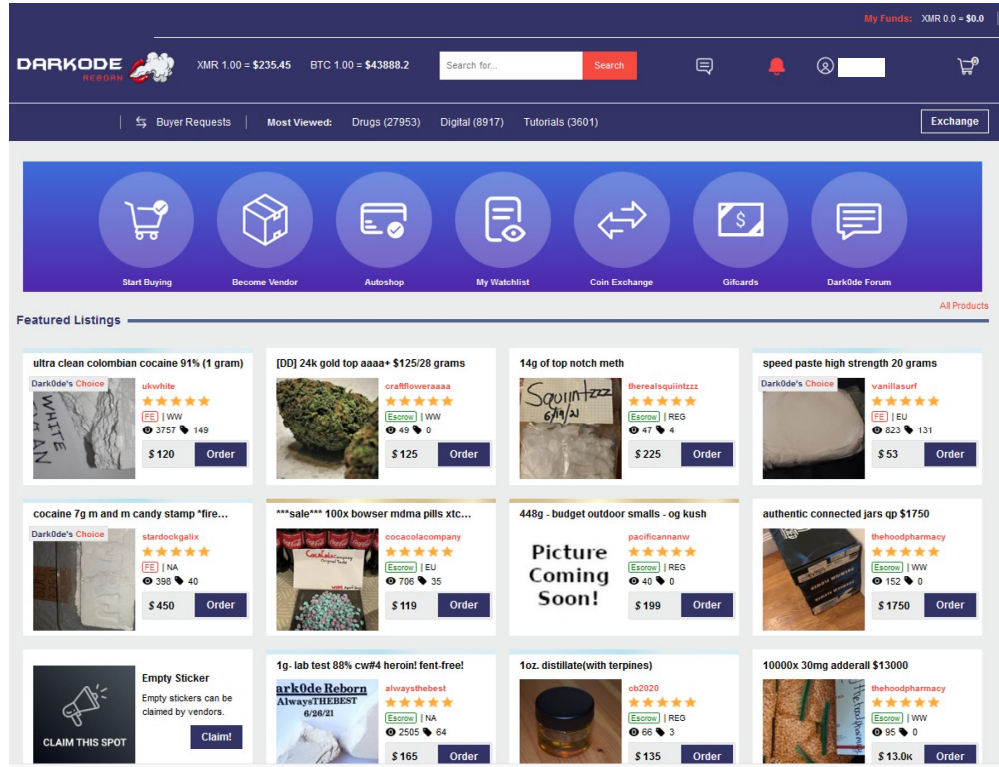 My Funds: XMR 0.0 = $0.0
DARKODE
REBORN
XMR 1.00 = $235.45 BTC 1.00 = $43888.2
Search for...
Search
0
Buyer Requests
Most Viewed: Drugs (27953) Digital (8917) Tutorials (3601)
Exchange
Start Buying
Become Vendor
Autoshop
My Watchlist
Coin Exchange
Gifcards
Dark0de Forum
All Products
Featured Listings
ultra clean colombian cocaine 91% (1 gram)
Dark0de's Choice
WHITE
ukwhite
FE | WW
3757 149
$ 120 Order
[DD] 24k gold top aaaa+ $125/28 grams
craftfloweraaaa
Escrow | WW
49 0
$ 125 Order
14g of top notch meth
Squiintzzz
6/19/21
therealsquiintzzz
Escrow | REG
47 4
$ 225 Order
speed paste high strength 20 grams
Dark0de's Choice
vanillasurf
FE | EU
823 131
$ 53 Order
cocaine 7g m and m candy stamp *fire...
Dark0de's Choice
stardockgalix
FE | NA
398 40
$ 450 Order
***sale*** 100x bowser mdma pills xtc...
CocaCola Company
cocacolacompany
Escrow | EU
706 35
$ 119 Order
448g - budget outdoor smalls - og kush
Picture
Coming
Soon!
pacificannanw
Escrow | REG
40 0
$ 199 Order
authentic connected jars qp $1750
thehoodpharmacy
Escrow | WW
152 0
$ 1750 Order
CLAIM THIS SPOT
Empty Sticker
Empty stickers can be
claimed by vendors.
Claim!
1g- lab test 88% cw#4 heroin! fent-free!
ark0de Reborn
AlwaysTHEBEST
6/26/21
alwaysthebest
Escrow | NA
2505 64
$ 165 Order
1oz. distillate(with terpines)
cb2020
Escrow | REG
66 3
$ 135 Order
10000x 30mg adderall $13000
thehoodpharmacy
Escrow | WW
95 0
$ 13.0K Order